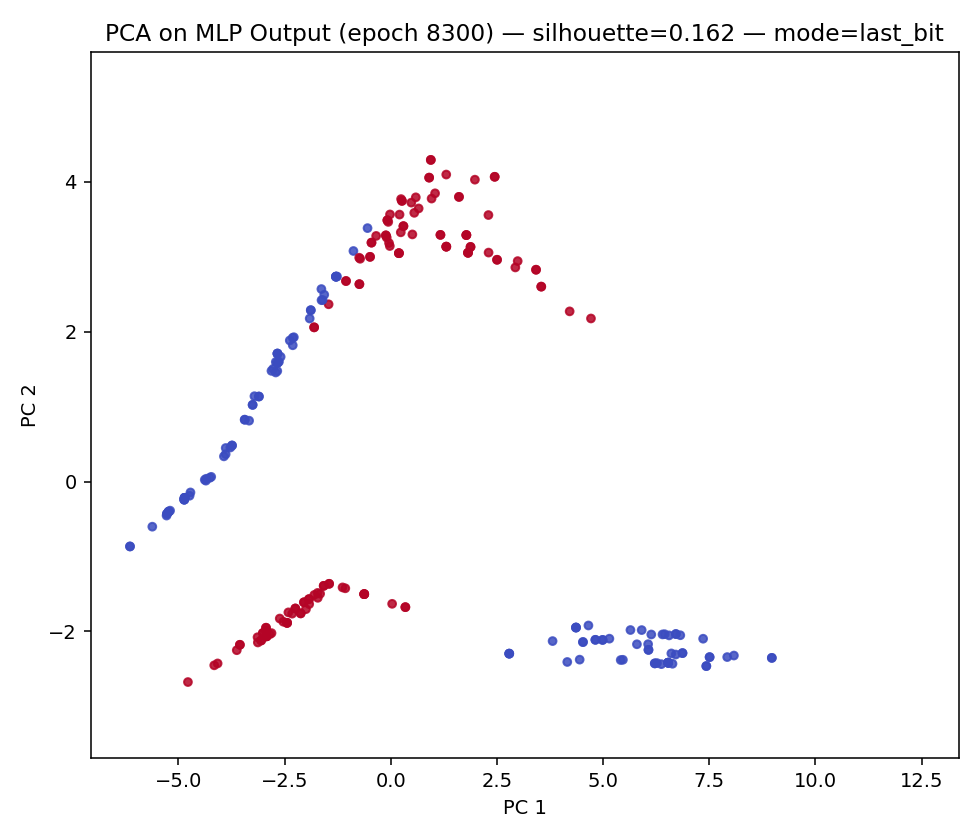 PCA on MLP Output (epoch 8300) — silhouette=0.162 — mode=last_bit
PC 2
4
2
0
−2
−5.0 −2.5 0.0 2.5 5.0 7.5 10.0 12.5
PC 1